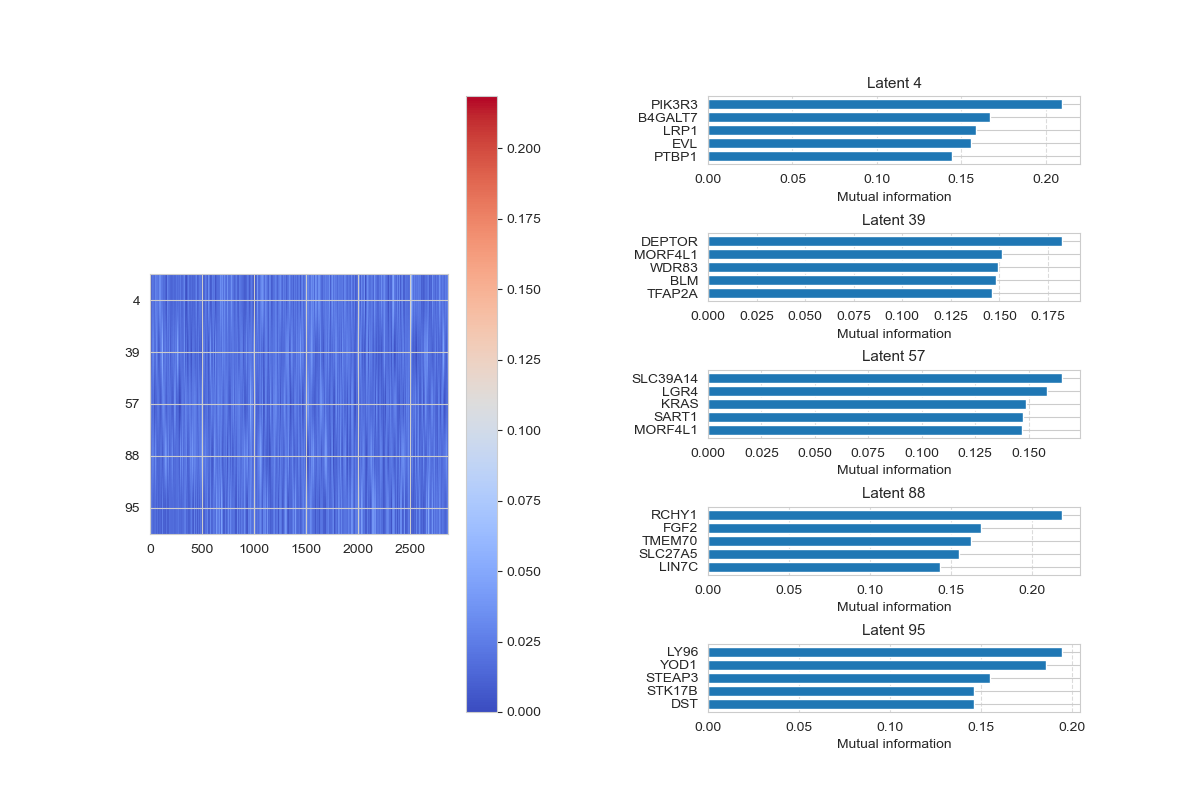 4
39
57
88
95
0 500 1000 1500 2000 2500
0.200
0.175
0.150
0.125
0.100
0.075
0.050
0.025
0.000
Latent 4
PIK3R3
B4GALT7
LRP1
EVL
PTBP1
0.00 0.05 0.10 0.15 0.20
Mutual information
Latent 39
DEPTOR
MORF4L1
WDR83
BLM
TFAP2A
0.000 0.025 0.050 0.075 0.100 0.125 0.150 0.175
Mutual information
Latent 57
SLC39A14
LGR4
KRAS
SART1
MORF4L1
0.000 0.025 0.050 0.075 0.100 0.125 0.150
Mutual information
Latent 88
RCHY1
FGF2
TMEM70
SLC27A5
LIN7C
0.00 0.05 0.10 0.15 0.20
Mutual information
Latent 95
LY96
YOD1
STEAP3
STK17B
DST
0.00 0.05 0.10 0.15 0.20
Mutual information